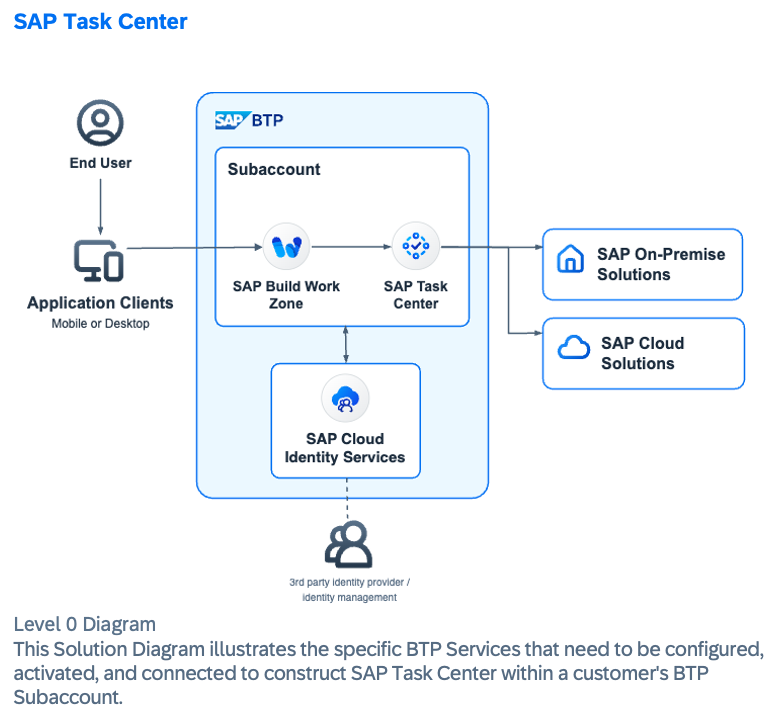 SAP Task Center
SAP BTP
End User
Subaccount
SAP Build Work
Zone
SAP Task
Center
SAP On-Premise
Solutions
Application Clients
Mobile or Desktop
SAP Cloud
Solutions
SAP Cloud
Identity Services
3rd party identity provider /
identity management
Level 0 Diagram
This Solution Diagram illustrates the specific BTP Services that need to be configured,
activated, and connected to construct SAP Task Center within a customer's BTP
Subaccount.